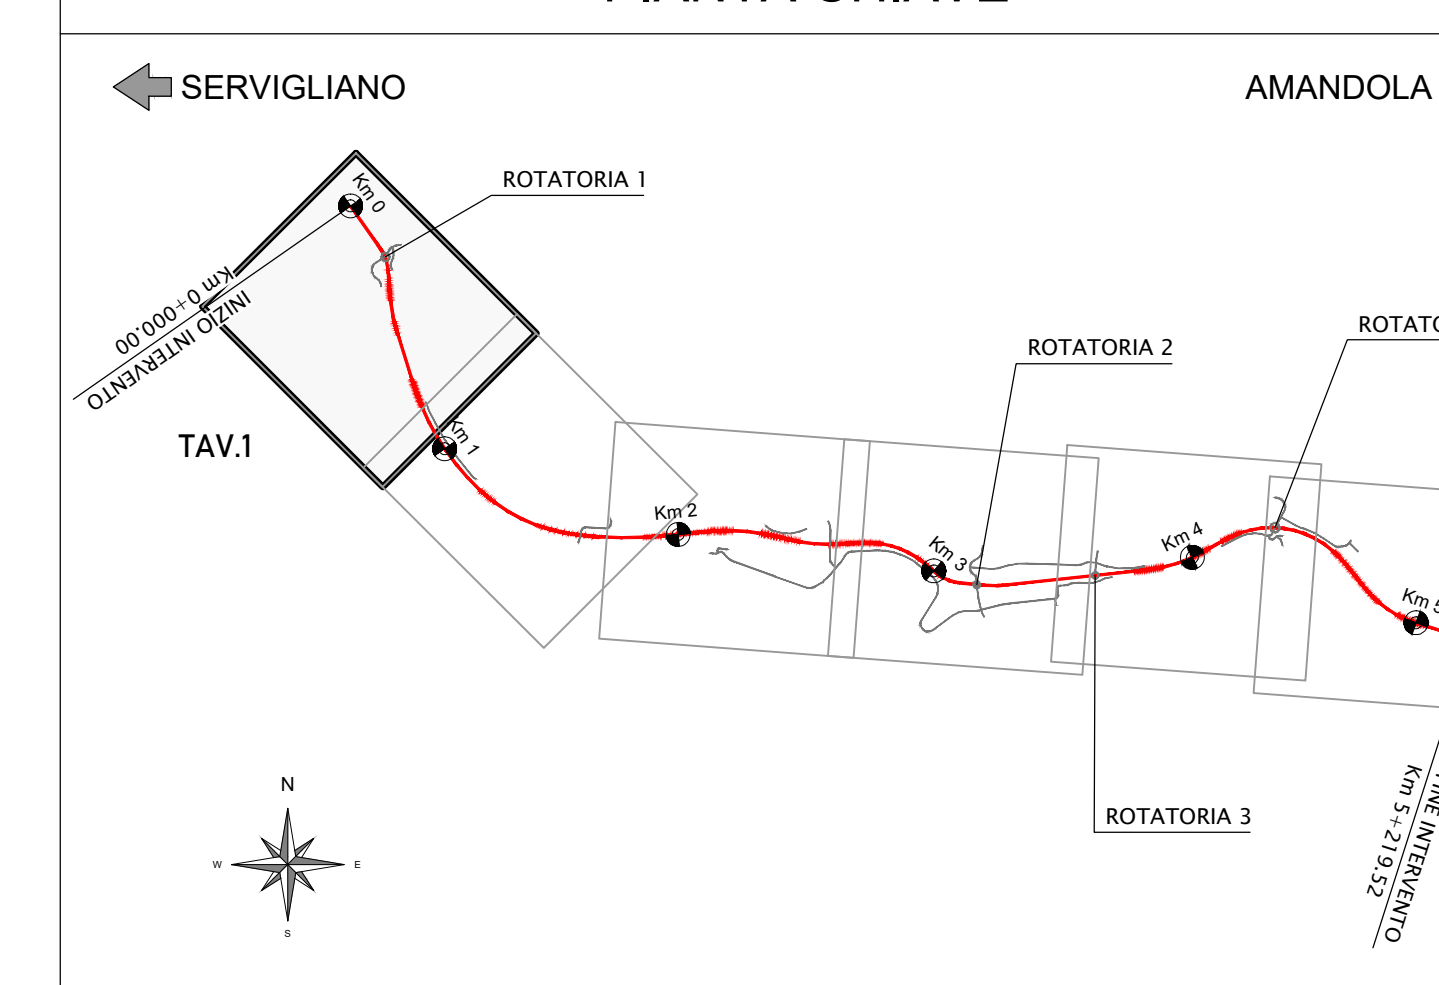 SERVIGLIANO
AMANDOLA
Km 0
ROTATORIA 1
Km 0+000.00
INIZIO INTERVENTO
TAV.1
Km 1
ROTATORIA 2
Km 2
Km 3
Km 4
Km 5
ROTATORIA 3
FINE INTERVENTO
Km 5+219.52
N
W
E
S